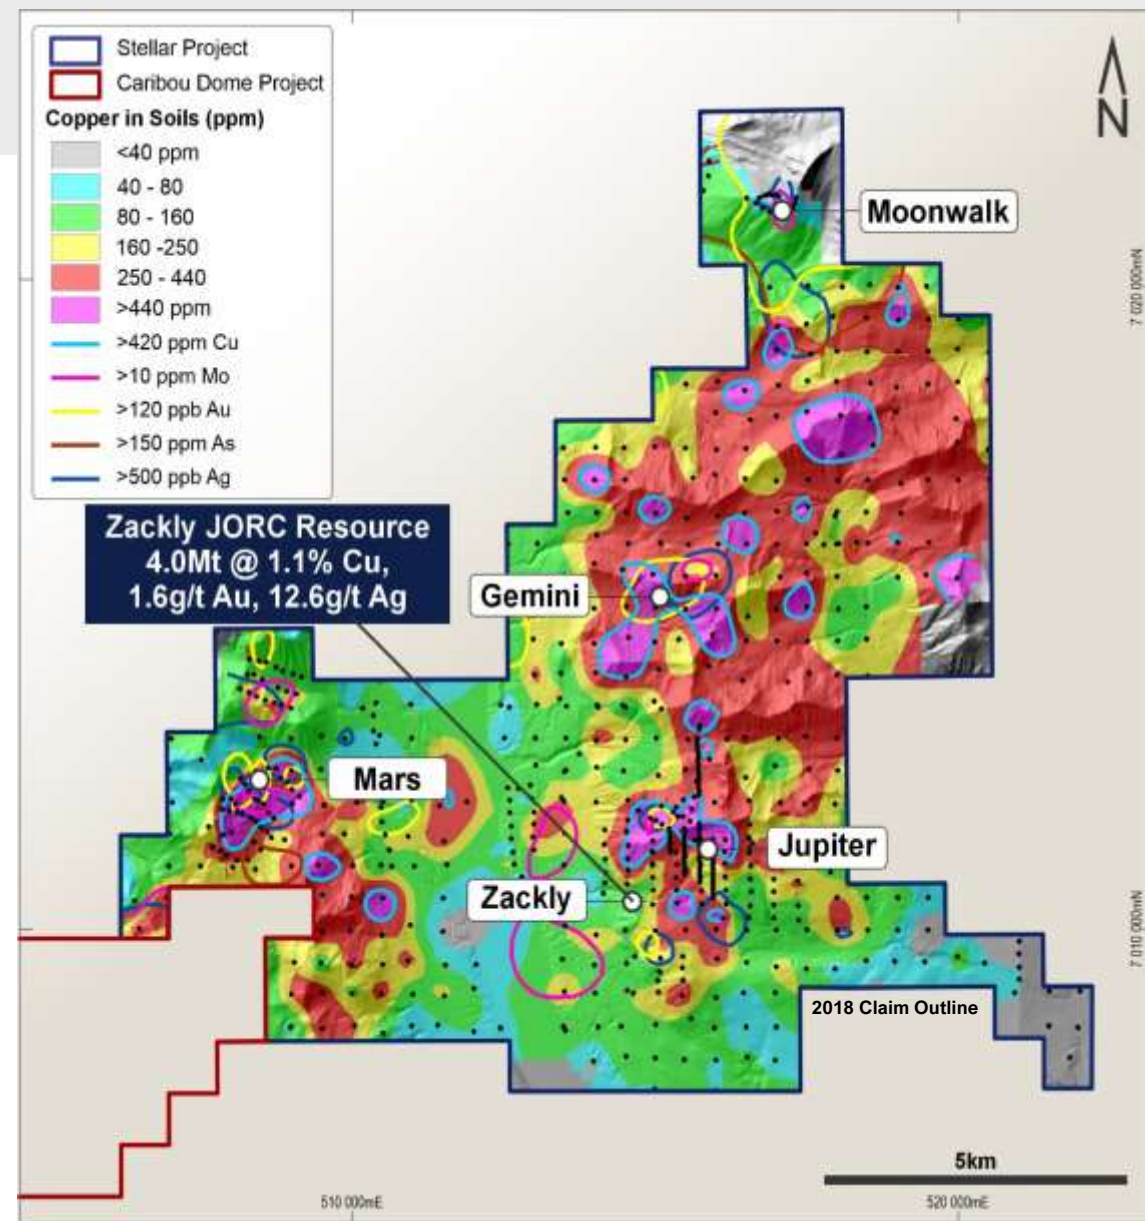 Stellar Project
Caribou Dome Project
Copper in Soils (ppm)
<40 ppm
40 - 80
80 - 160
160 -250
250 - 440
>440 ppm
>420 ppm Cu
>10 ppm Mo
>120 ppb Au
>150 ppm As
>500 ppb Ag
N
Moonwalk
7 020 000mN
Zackly JORC Resource
4.0Mt @ 1.1% Cu,
1.6g/t Au, 12.6g/t Ag
Gemini
Mars
Jupiter
Zackly
7 010 000mN
2018 Claim Outline
5km
510 000mE
520 000mE